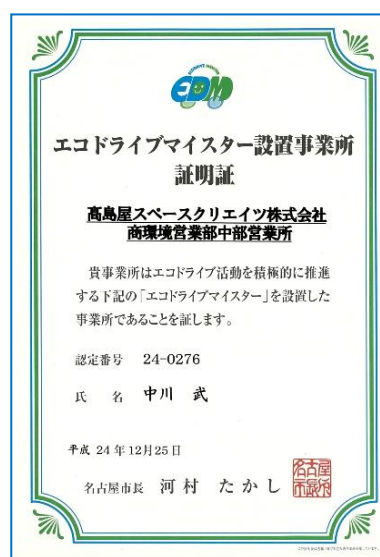 EDM
エコドライブマイスター設置事業所
証明証
髙島屋スペースクリエイツ株式会社
商環境営業部中部営業所
貴事業所はエコドライブ活動を積極的に推進
する下記の「エコドライブマイスター」を設置した
事業所であることを証します。
認定番号 24-0276
氏 名 中川 武
平成 24年12月25日
名古屋市長 河村 たかし